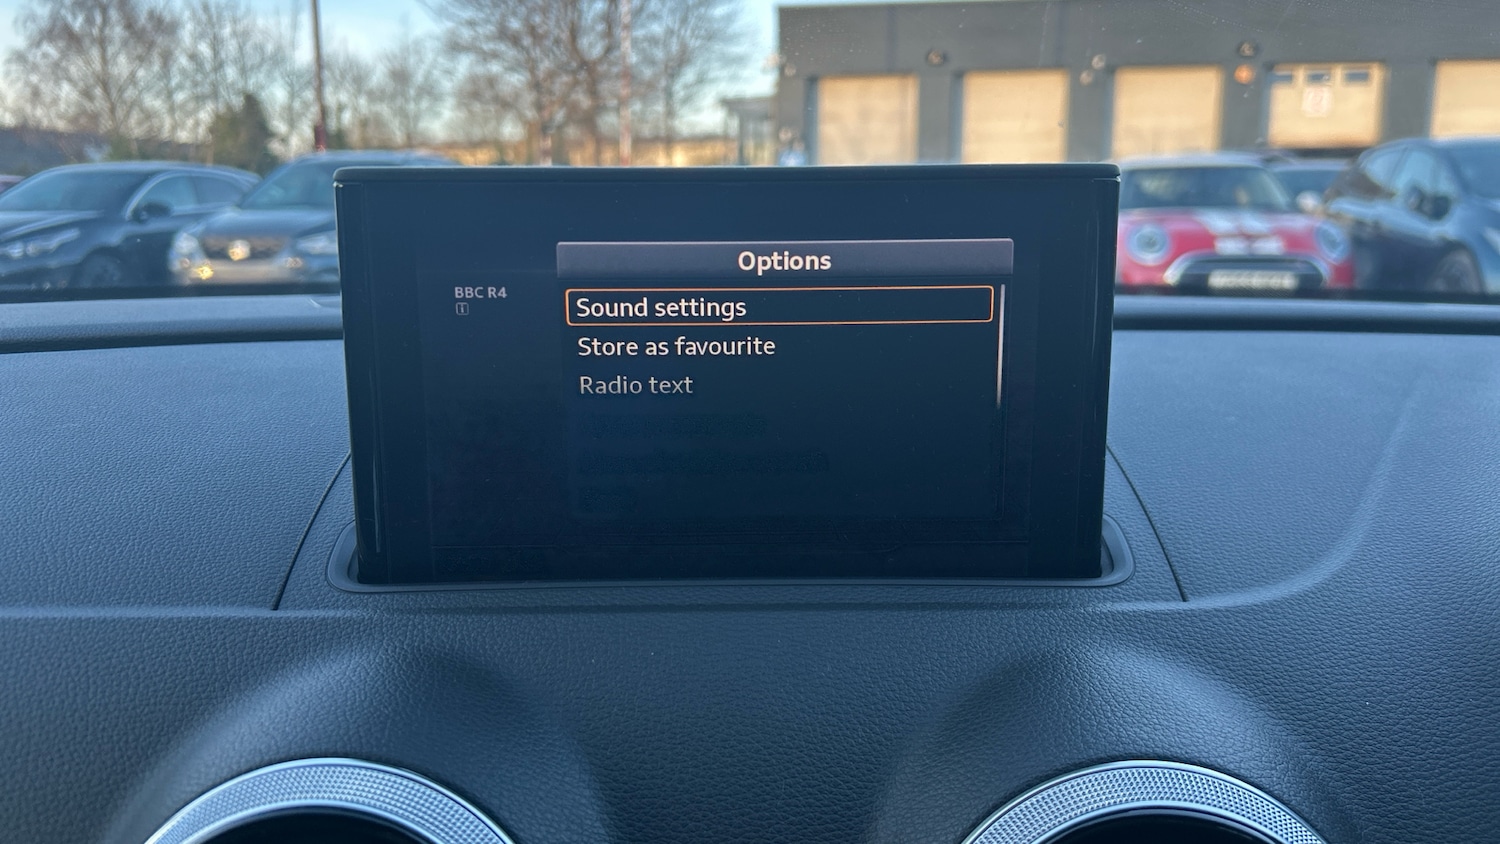 Options
BBC R4
Sound settings
Store as favourite
Radio text